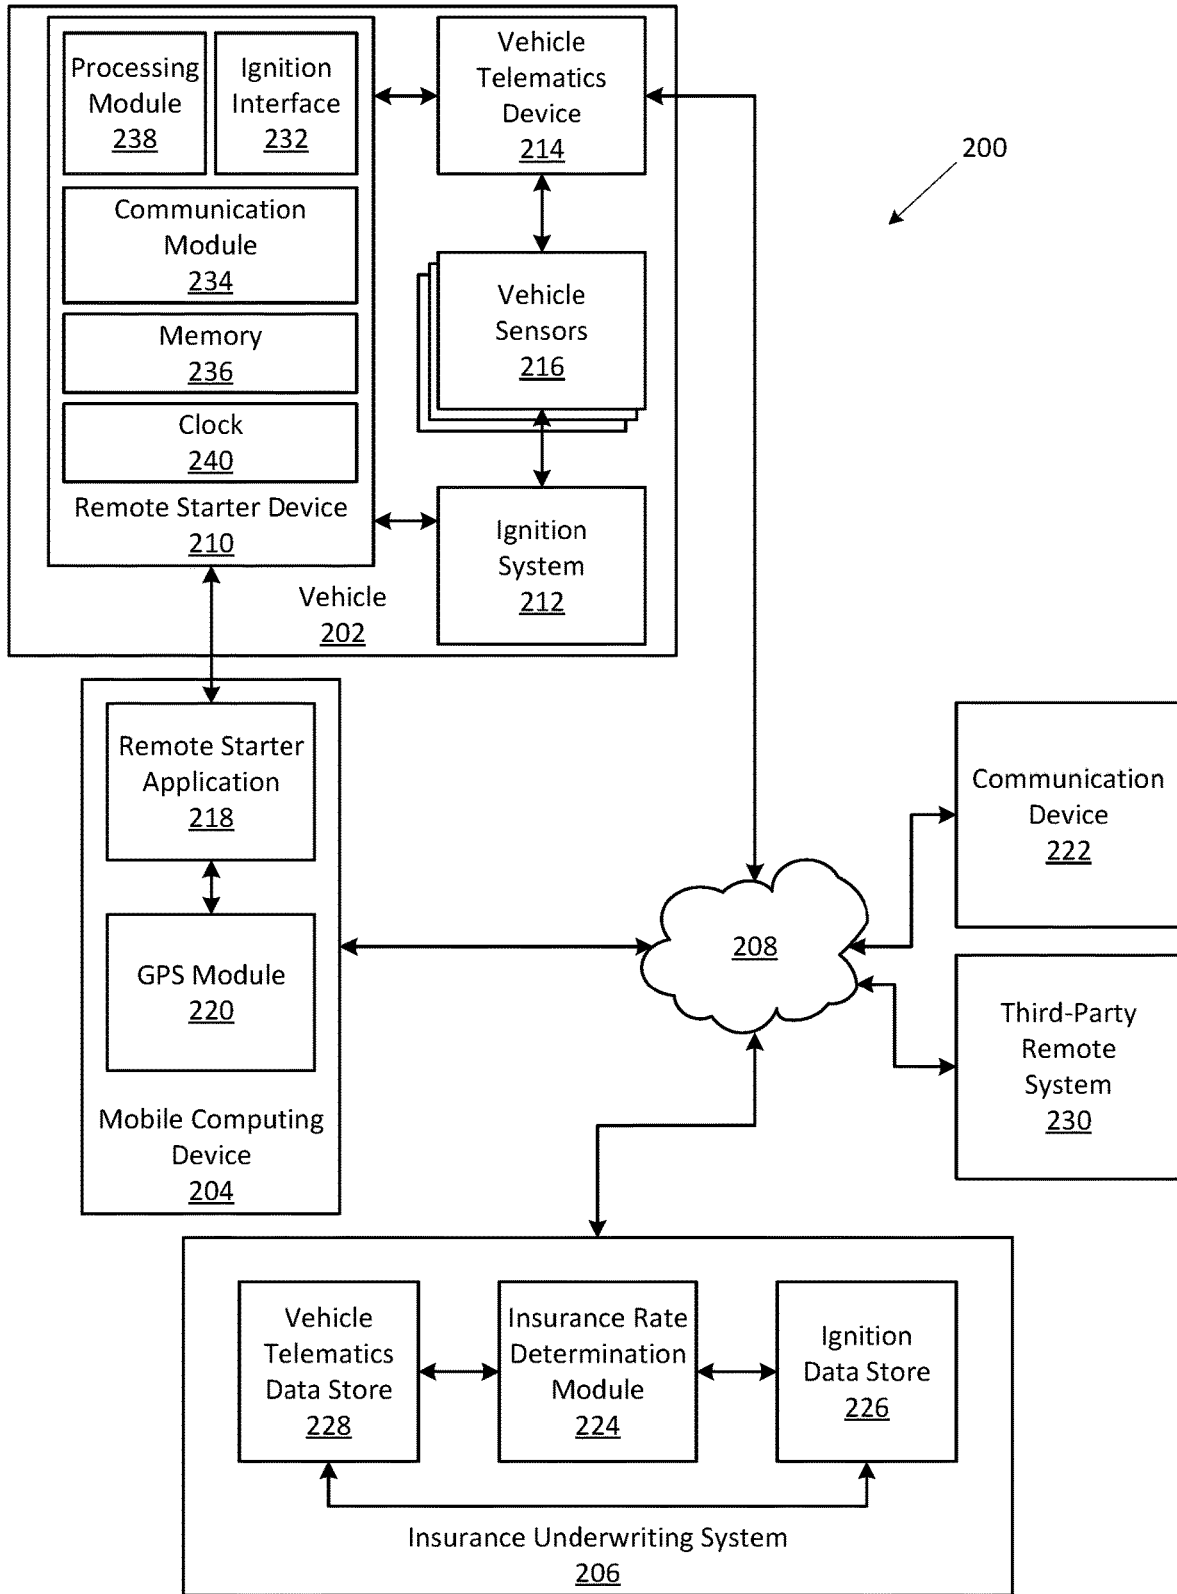 Processing
Module
238
Ignition
Interface
232
Communication
Module
234
Memory
236
Clock
240
Remote Starter Device
210
Vehicle
Telematics
Device
214
Vehicle
Sensors
216
Ignition
System
212
Vehicle
202
200
Remote Starter
Application
218
GPS Module
220
Mobile Computing
Device
204
208
Communication
Device
222
Third-Party
Remote
System
230
Vehicle
Telematics
Data Store
228
Insurance Rate
Determination
Module
224
Ignition
Data Store
226
Insurance Underwriting System
206